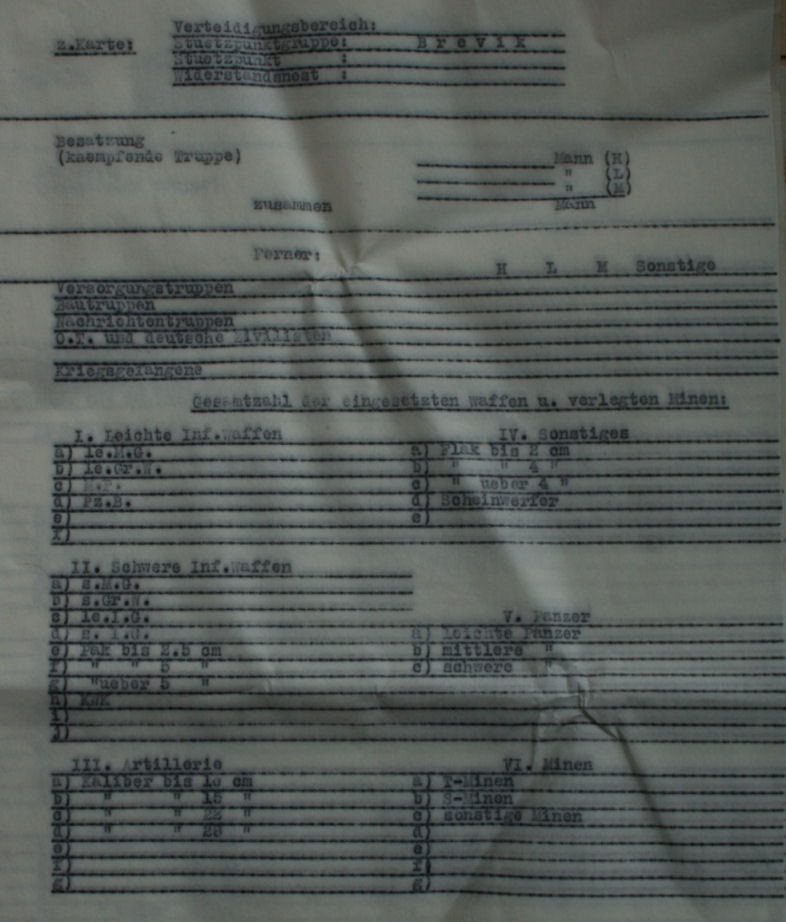 Verteidigungsbereich:
z.Karte: Stuetzpunktgruppe: B r e v i k
Stuetzpunkt :
Widerstandsnest :
Besatzung
(kaempfende Truppe) Mann (H)
" (L)
" (M)
zusammen Mann
Ferner:
H L M Sonstige
Versorgungstruppen
Bautruppen
Nachrichtentruppen
O.T. und deutsche Zivilisten
Kriegsgefangene
Gesamtzahl der eingesetzten Waffen u. verlegten Minen:
I. Leichte Inf.Waffen
a) le.M.G.
b) le.Gr.W.
c) M.P.
d) Pz.B.
e)
f)
IV. Sonstiges
a) Flak bis 2 cm
b) " " 4 "
c) " ueber 4 "
d) Scheinwerfer
e)
II. Schwere Inf.Waffen
a) s.M.G.
b) s.Gr.W.
c) le.I.G.
d) s. I.G.
e) Pak bis 2.5 cm
f) " " 5 "
g) "ueber 5 "
h) KWK
i)
j)
V. Panzer
a) leichte Panzer
b) mittlere "
c) schwere "
III. Artillerie
a) Kaliber bis 10 cm
b) " " 15 "
c) " " 22 "
d) " " 28 "
e)
f)
g)
VI. Minen
a) T-Minen
b) S-Minen
c) sonstige Minen
d)
e)
f)
g)